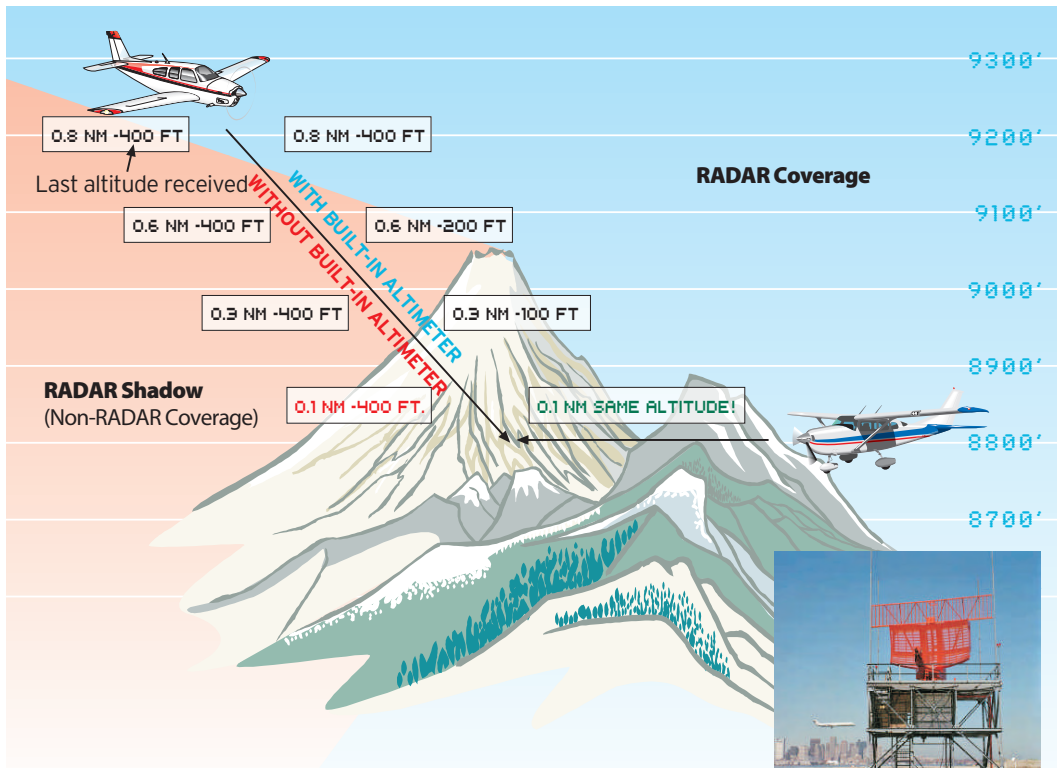 9300'
0.8 NM -400 FT
0.8 NM -400 FT
9200'
Last altitude received
RADAR Coverage
WITH BUILT-IN ALTIMETER
WITHOUT BUILT-IN ALTIMETER
0.6 NM -400 FT
0.6 NM -200 FT
9100'
9000'
0.3 NM -400 FT
0.3 NM -100 FT
8900'
RADAR Shadow
(Non-RADAR Coverage)
0.1 NM -400 FT.
0.1 NM SAME ALTITUDE!
8800'
8700'